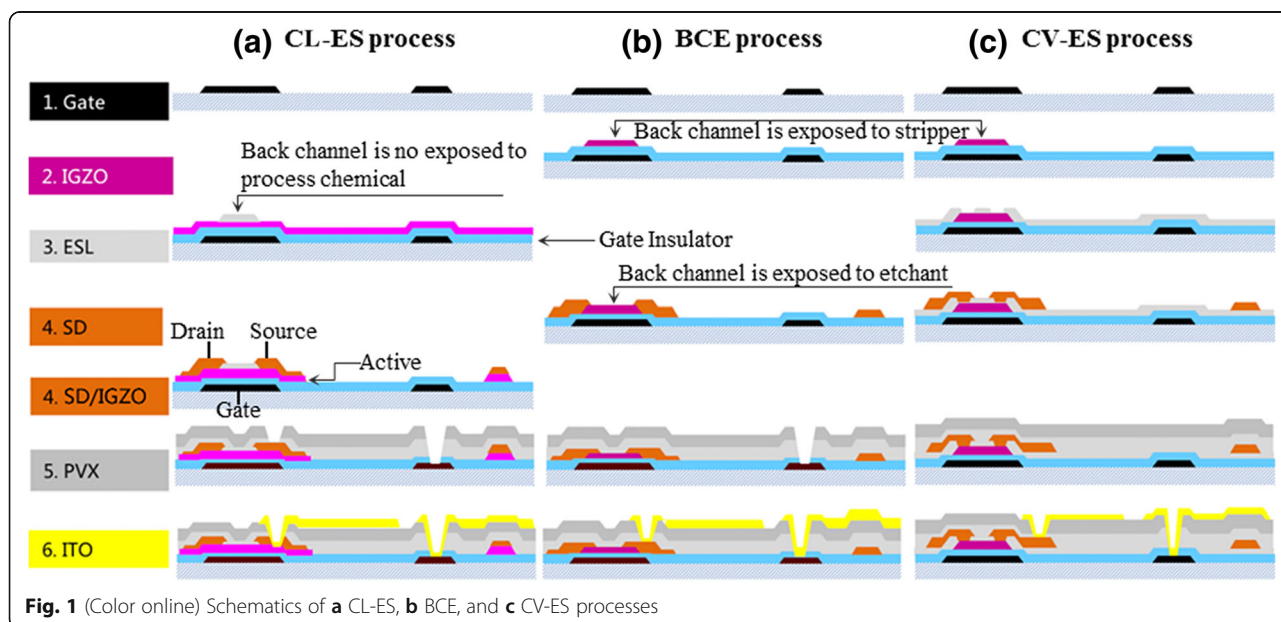 (a) CL-ES process
(b) BCE process
(c) CV-ES process
1. Gate
Back channel is exposed to stripper
2. IGZO
Back channel is no exposed to
process chemical
3. ESL
Gate Insulator
Back channel is exposed to etchant
4. SD
Drain
Source
Active
4. SD/IGZO
Gate
5. PVX
6. ITO
Fig. 1 (Color online) Schematics of a CL-ES, b BCE, and c CV-ES processes